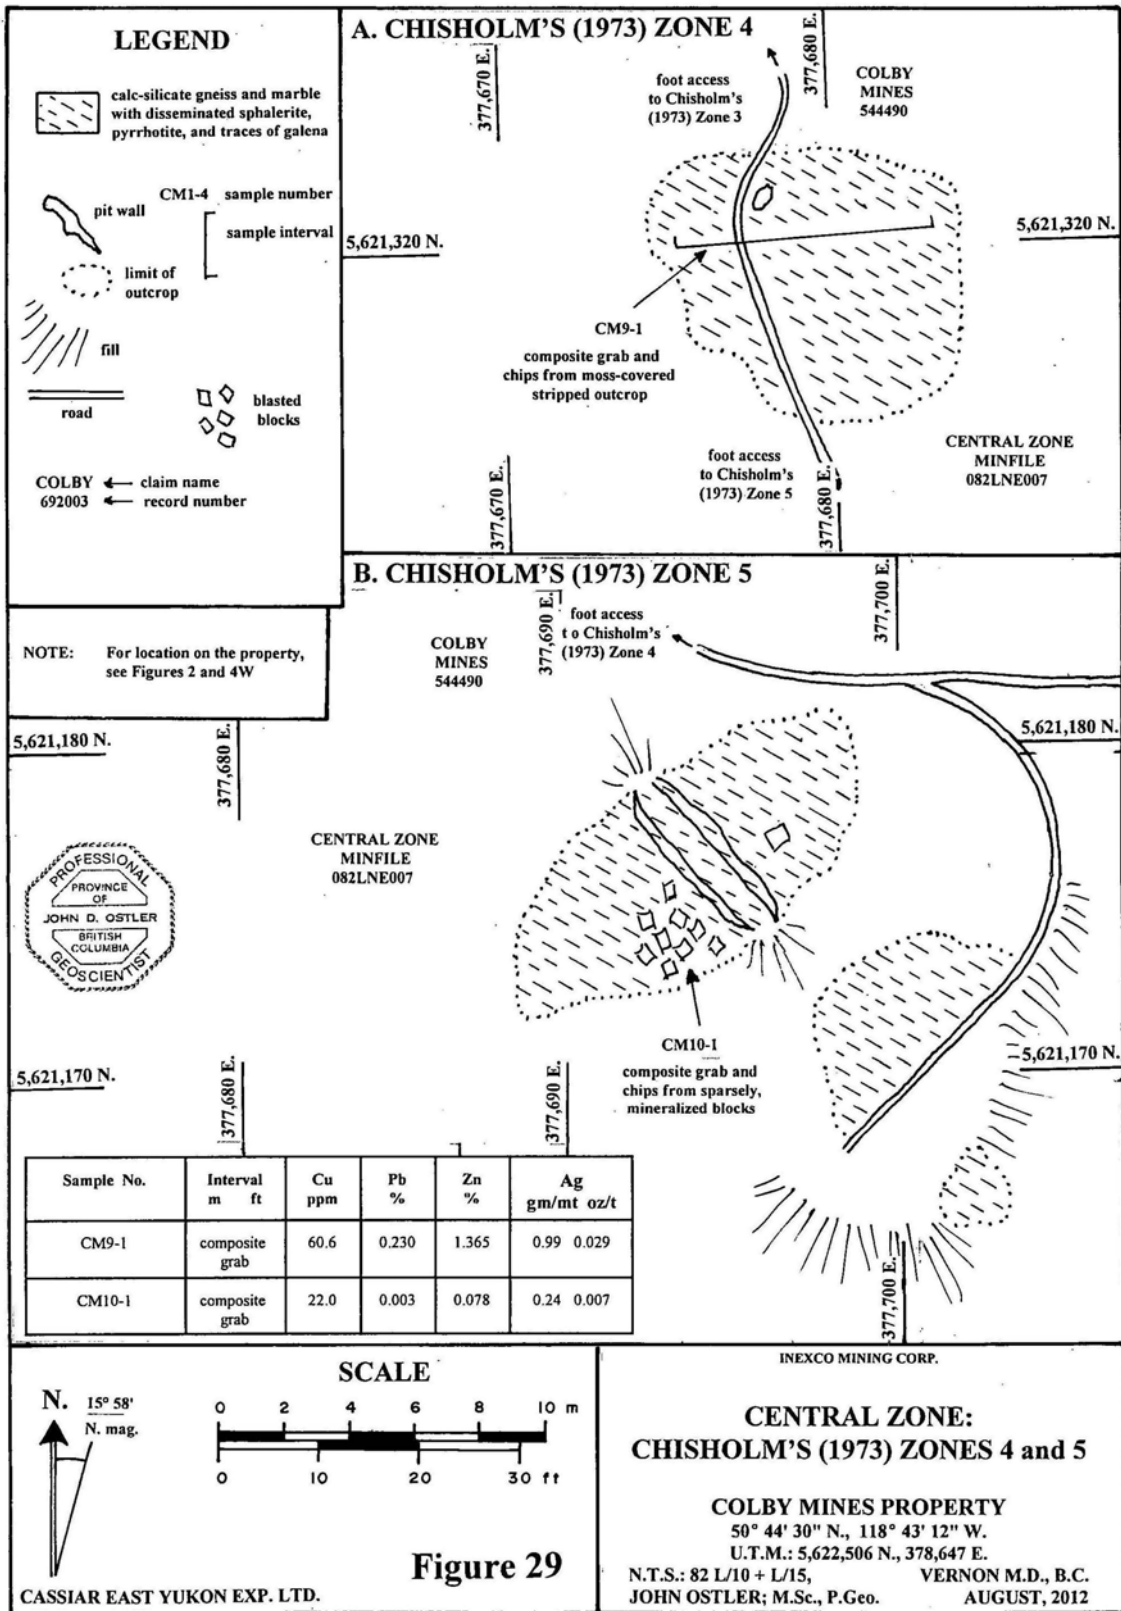 LEGEND
calc-silicate gneiss and marble
with disseminated sphalerite,
pyrrhotite, and traces of galena
pit wall
CM1-4 sample number
sample interval
limit of
outcrop
fill
road
blasted
blocks
COLBY ← claim name
692003 ← record number
NOTE: For location on the property,
see Figures 2 and 4W
A. CHISHOLM'S (1973) ZONE 4
377,670 E.
foot access
to Chisholm's
(1973) Zone 3
377,680 E.
COLBY
MINES
544490
5,621,320 N.
5,621,320 N.
CM9-1
composite grab and
chips from moss-covered
stripped outcrop
377,670 E.
foot access
to Chisholm's
(1973) Zone 5
377,680 E.
CENTRAL ZONE
MINFILE
082LNE007
B. CHISHOLM'S (1973) ZONE 5
COLBY
MINES
544490
377,690 E.
foot access
t o Chisholm's
(1973) Zone 4
377,700 E.
5,621,180 N.
377,680 E.
5,621,180 N.
CENTRAL ZONE
MINFILE
082LNE007
PROFESSIONAL
PROVINCE
OF
JOHN D. OSTLER
BRITISH
COLUMBIA
GEOSCIENTIST
5,621,170 N.
377,680 E.
377,690 E.
CM10-1
composite grab and
chips from sparsely,
mineralized blocks
5,621,170 N.
377,700 E.
Sample No. Interval Cu Pb Zn Ag
m ft ppm % % gm/mt oz/t
CM9-1 composite 60.6 0.230 1.365 0.99 0.029
grab
CM10-1 composite 22.0 0.003 0.078 0.24 0.007
grab
N. 15° 58'
N. mag.
SCALE
0 2 4 6 8 10 m
0 10 20 30 ft
Figure 29
CASSIAR EAST YUKON EXP. LTD.
INEXCO MINING CORP.
CENTRAL ZONE:
CHISHOLM'S (1973) ZONES 4 and 5
COLBY MINES PROPERTY
50° 44' 30" N., 118° 43' 12" W.
U.T.M.: 5,622,506 N., 378,647 E.
N.T.S.: 82 L/10 + L/15, VERNON M.D., B.C.
JOHN OSTLER; M.Sc., P.Geo. AUGUST, 2012